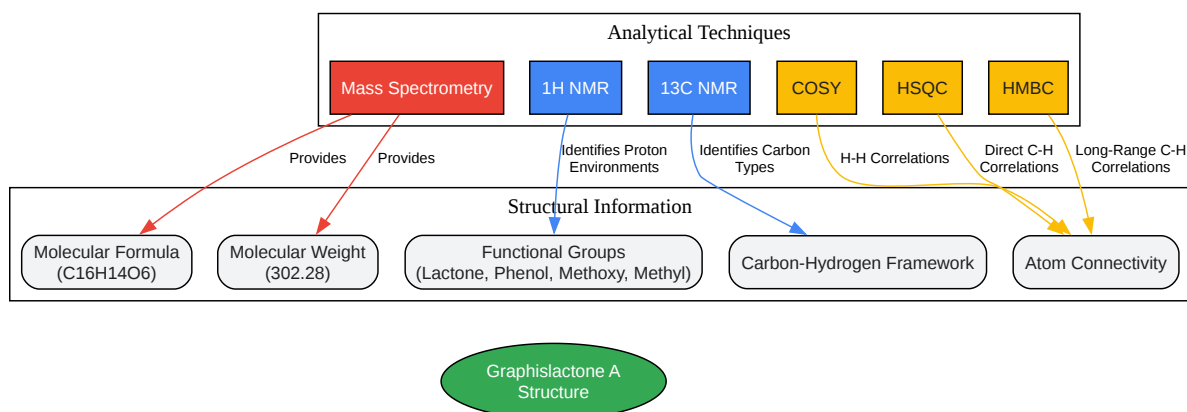 Analytical Techniques
Mass Spectrometry
1H NMR
13C NMR
COSY
HSQC
HMBC
Provides
Provides
Identifies Proton
Environments
Identifies Carbon
Types
H-H Correlations
Direct C-H
Correlations
Long-Range C-H
Correlations
Structural Information
Molecular Formula
(C16H14O6)
Molecular Weight
(302.28)
Functional Groups
(Lactone, Phenol, Methoxy, Methyl)
Carbon-Hydrogen Framework
Atom Connectivity
Graphislactone A
Structure